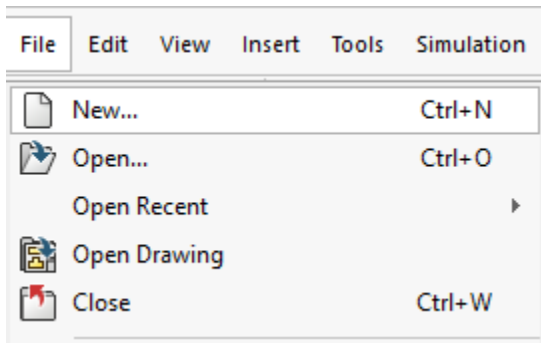 File Edit View Insert Tools Simulation
New... Ctrl+N
Open... Ctrl+O
Open Recent
Open Drawing
Close Ctrl+W